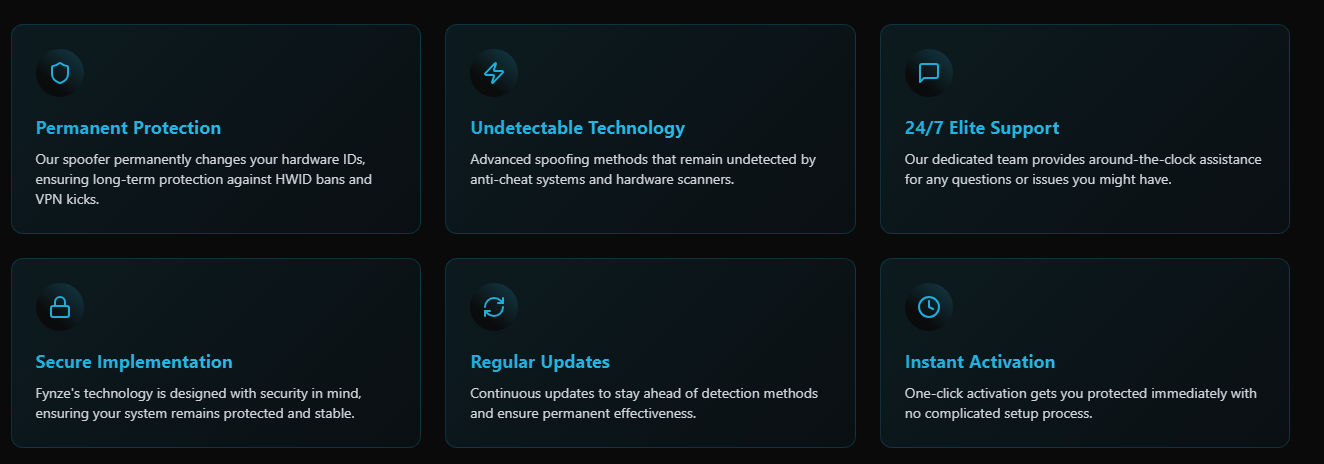 Permanent Protection
Our spoofer permanently changes your hardware IDs,
ensuring long-term protection against HWID bans and
VPN kicks.
Undetectable Technology
Advanced spoofing methods that remain undetected by
anti-cheat systems and hardware scanners.
24/7 Elite Support
Our dedicated team provides around-the-clock assistance
for any questions or issues you might have.
Secure Implementation
Fynze's technology is designed with security in mind,
ensuring your system remains protected and stable.
Regular Updates
Continuous updates to stay ahead of detection methods
and ensure permanent effectiveness.
Instant Activation
One-click activation gets you protected immediately with
no complicated setup process.